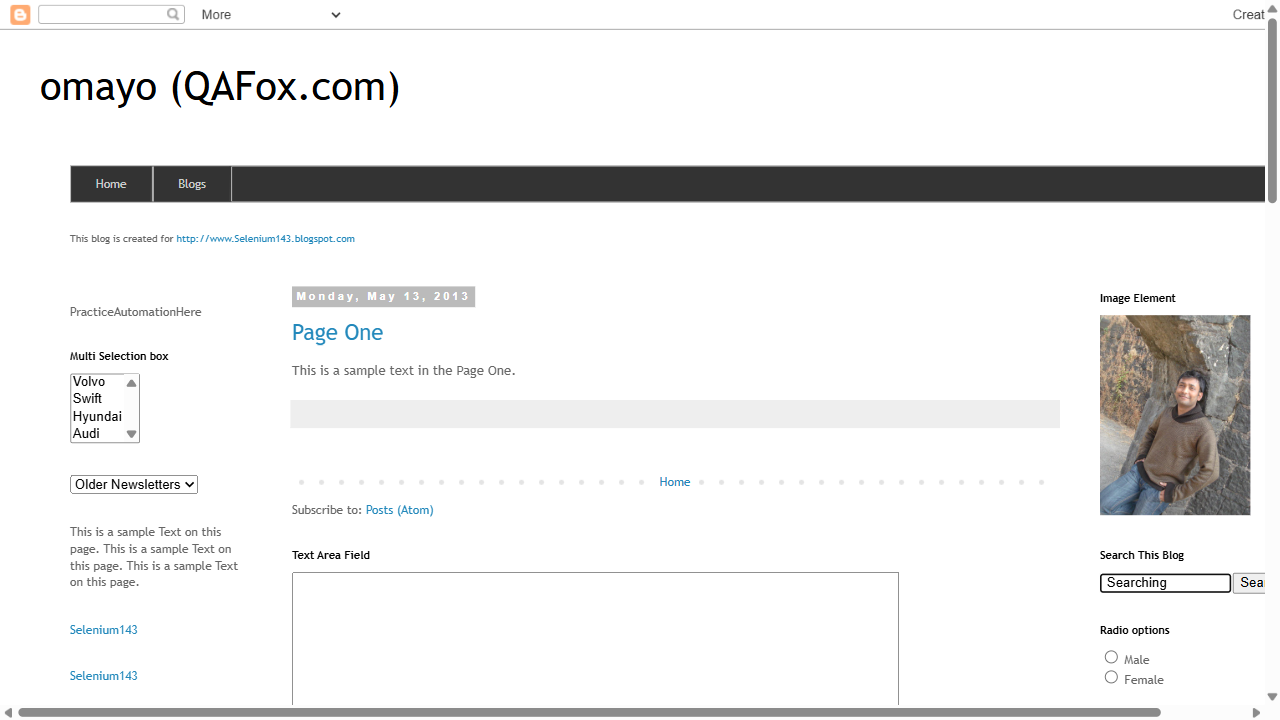 More
Creat
omayo (QAFox.com)
Home
Blogs
This blog is created for http://www.Selenium143.blogspot.com
PracticeAutomationHere
Multi Selection box
Volvo
Swift
Hyundai
Audi
Older Newsletters
This is a sample Text on this
page. This is a sample Text on
this page. This is a sample Text
on this page.
Selenium143
Selenium143
Monday, May 13, 2013
Page One
This is a sample text in the Page One.
Home
Subscribe to: Posts (Atom)
Text Area Field
Image Element
Search This Blog
Searching
Sea
Radio options
Male
Female